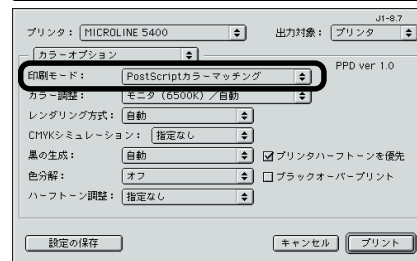 J1-8.7
プリンタ： MICROLINE 5400 出力対象： プリンタ
カラーオプション
PPD ver 1.0
印刷モード： PostScriptカラーマッチング
カラー調整： モニタ（6500K）／自動
レンダリング方式： 自動
CMYKシミュレーション： 指定なし
黒の生成： 自動 プリンタハーフトーンを優先
色分解： オフ ブラックオーバープリント
ハーフトーン調整： 指定なし
設定の保存 キャンセル プリント